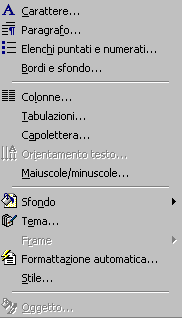 Carattere...
Paragrafo...
Elenchi puntati e numerati...
Bordi e sfondo...
Colonne...
Tabulazioni...
Capolettera...
Orientamento testo...
Maiuscole/minuscole...
Sfondo
Tema...
Frame
Formattazione automatica...
Stile...
Oggetto...